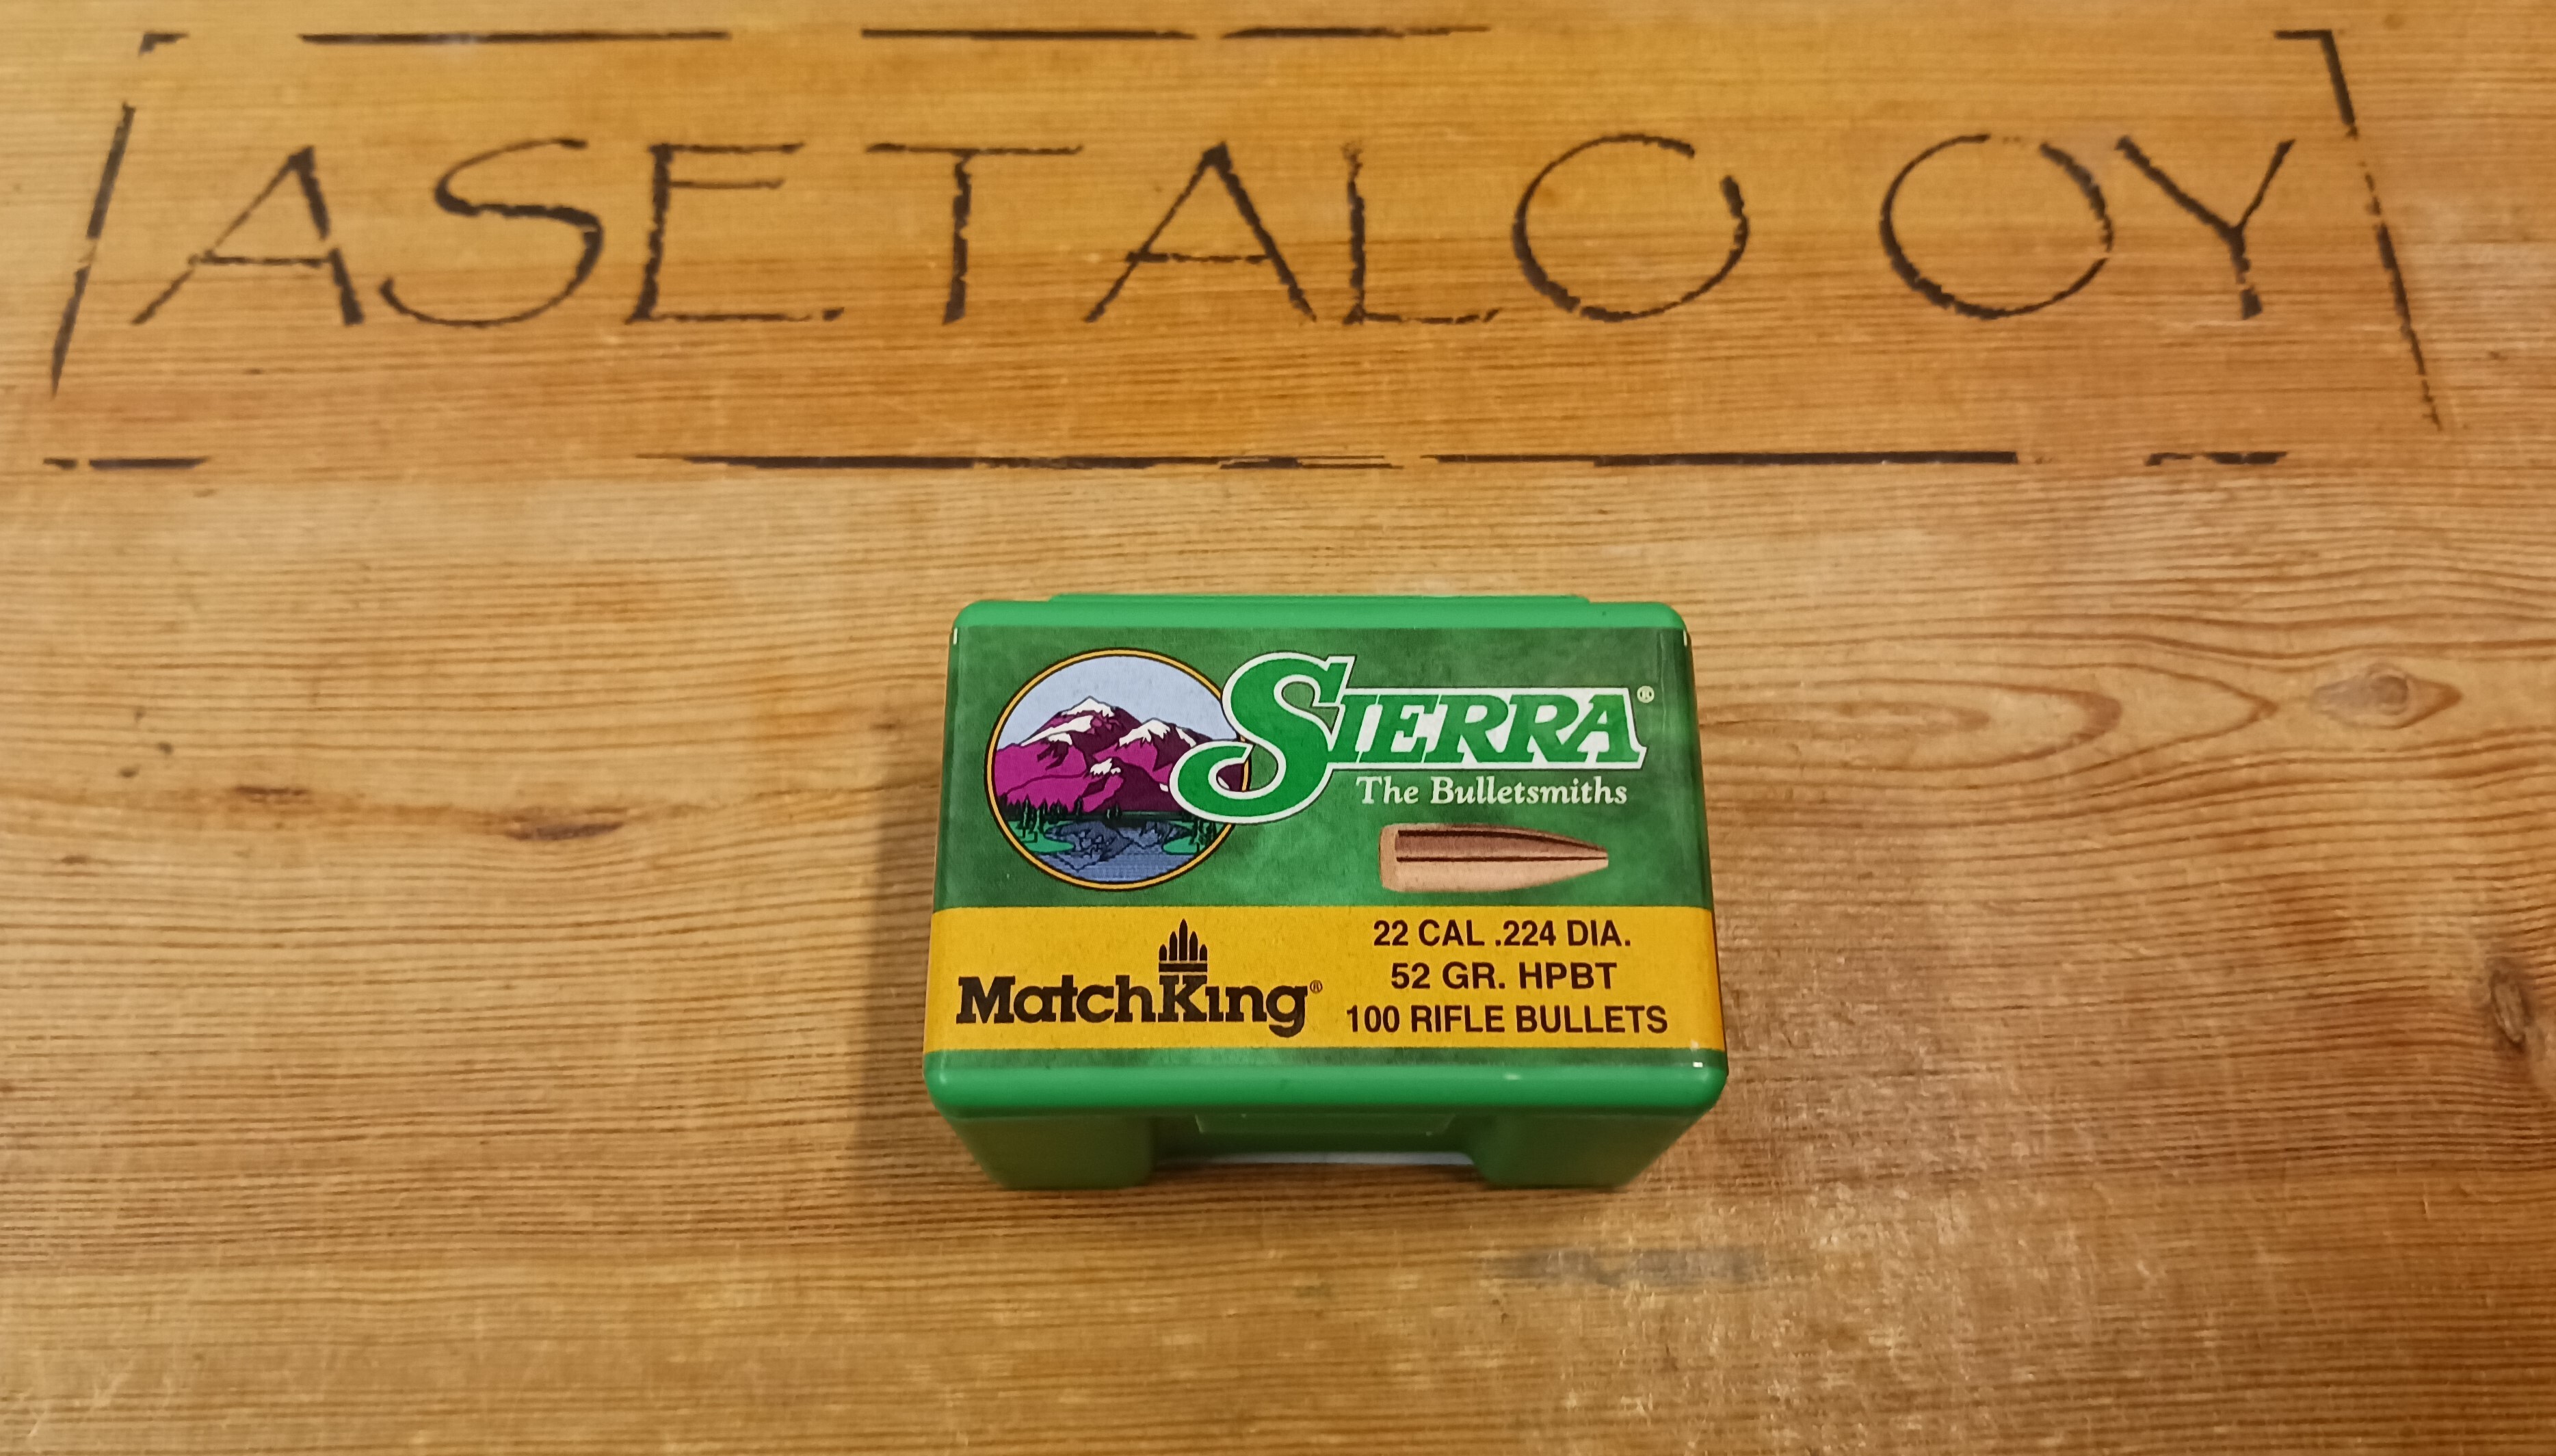 ASETALO OY
SIERRA®
The Bulletsmiths
MatchKing®
22 CAL .224 DIA.
52 GR. HPBT
100 RIFLE BULLETS